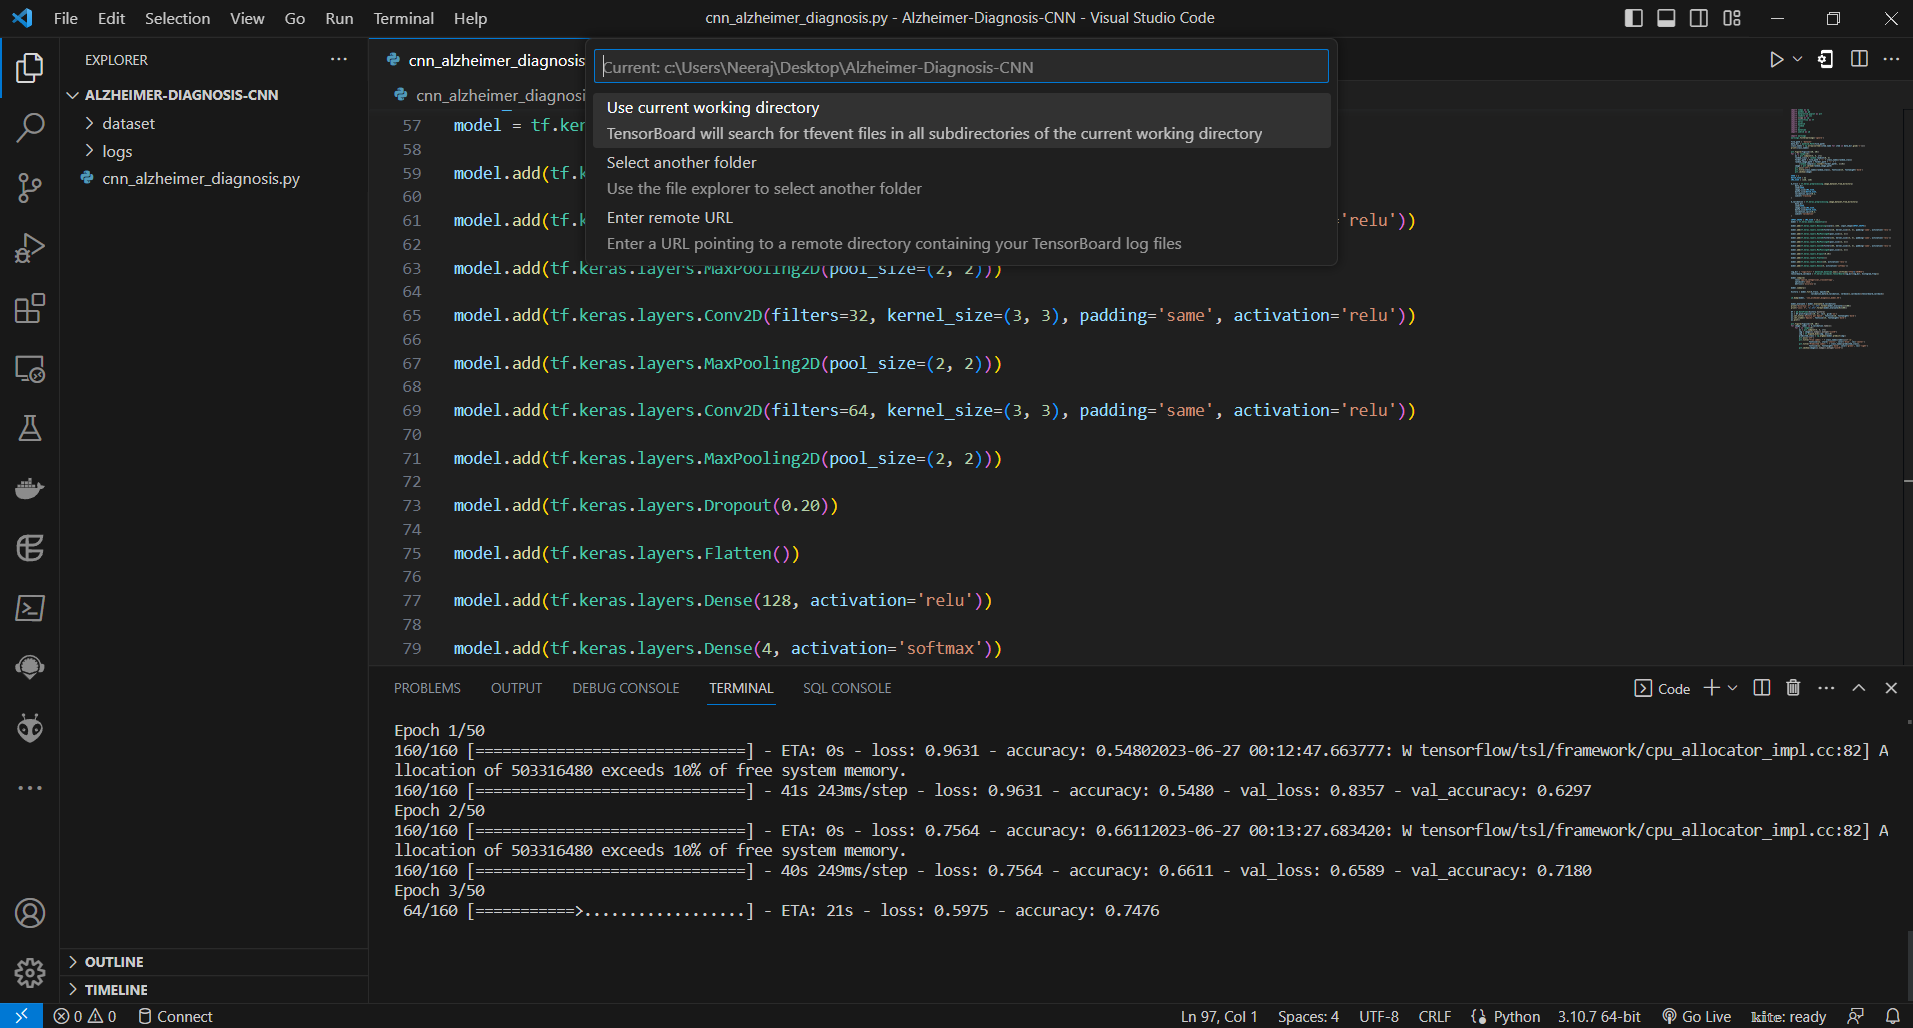 File Edit Selection View Go Run Terminal Help
cnn_alzheimer_diagnosis.py - Alzheimer-Diagnosis-CNN - Visual Studio Code
EXPLORER
ALZHEIMER-DIAGNOSIS-CNN
dataset
logs
cnn_alzheimer_diagnosis.py
OUTLINE
TIMELINE
cnn_alzheimer_diagnosis
cnn_alzheimer_diagnosi
Current: c:\Users\Neeraj\Desktop\Alzheimer-Diagnosis-CNN
Use current working directory
TensorBoard will search for tfevent files in all subdirectories of the current working directory
Select another folder
Use the file explorer to select another folder
Enter remote URL
Enter a URL pointing to a remote directory containing your TensorBoard log files
57 model = tf.ker
58
59 model.add(tf.k
60
61 model.add(tf.k 'relu'))
62
63 model.add(tf.keras.layers.MaxPooling2D(pool_size=(2, 2)))
64
65 model.add(tf.keras.layers.Conv2D(filters=32, kernel_size=(3, 3), padding='same', activation='relu'))
66
67 model.add(tf.keras.layers.MaxPooling2D(pool_size=(2, 2)))
68
69 model.add(tf.keras.layers.Conv2D(filters=64, kernel_size=(3, 3), padding='same', activation='relu'))
70
71 model.add(tf.keras.layers.MaxPooling2D(pool_size=(2, 2)))
72
73 model.add(tf.keras.layers.Dropout(0.20))
74
75 model.add(tf.keras.layers.Flatten())
76
77 model.add(tf.keras.layers.Dense(128, activation='relu'))
78
79 model.add(tf.keras.layers.Dense(4, activation='softmax'))
PROBLEMS OUTPUT DEBUG CONSOLE TERMINAL SQL CONSOLE
Code
Epoch 1/50
160/160 [==============================] - ETA: 0s - loss: 0.9631 - accuracy: 0.54802023-06-27 00:12:47.663777: W tensorflow/tsl/framework/cpu_allocator_impl.cc:82] A
llocation of 503316480 exceeds 10% of free system memory.
160/160 [==============================] - 41s 243ms/step - loss: 0.9631 - accuracy: 0.5480 - val_loss: 0.8357 - val_accuracy: 0.6297
Epoch 2/50
160/160 [==============================] - ETA: 0s - loss: 0.7564 - accuracy: 0.66112023-06-27 00:13:27.683420: W tensorflow/tsl/framework/cpu_allocator_impl.cc:82] A
llocation of 503316480 exceeds 10% of free system memory.
160/160 [==============================] - 40s 249ms/step - loss: 0.7564 - accuracy: 0.6611 - val_loss: 0.6589 - val_accuracy: 0.7180
Epoch 3/50
64/160 [===========>..................] - ETA: 21s - loss: 0.5975 - accuracy: 0.7476
0 0 Connect
Ln 97, Col 1 Spaces: 4 UTF-8 CRLF Python 3.10.7 64-bit Go Live kite: ready